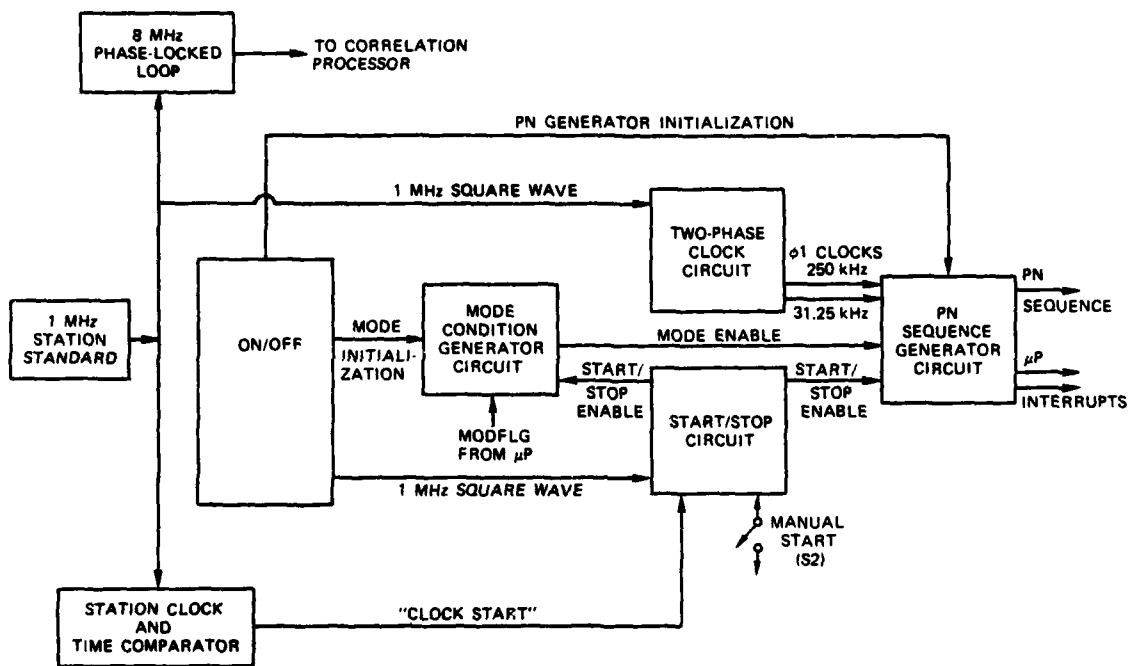 8 MHz
PHASE-LOCKED
LOOP
TO CORRELATION
PROCESSOR
PN GENERATOR INITIALIZATION
1 MHz SQUARE WAVE
TWO-PHASE
CLOCK
CIRCUIT
ϕ1 CLOCKS
250 kHz
31.25 kHz
PN
SEQUENCE
1 MHz
STATION
STANDARD
ON/OFF
MODE
INITIALI-
ZATION
MODE
CONDITION
GENERATOR
CIRCUIT
MODE ENABLE
PN
SEQUENCE
GENERATOR
CIRCUIT
μP
INTERRUPTS
START/
STOP
ENABLE
START/STOP
CIRCUIT
START/
STOP
ENABLE
MODFLG
FROM μP
1 MHz SQUARE WAVE
MANUAL
START
(S2)
STATION CLOCK
AND
TIME COMPARATOR
"CLOCK START"